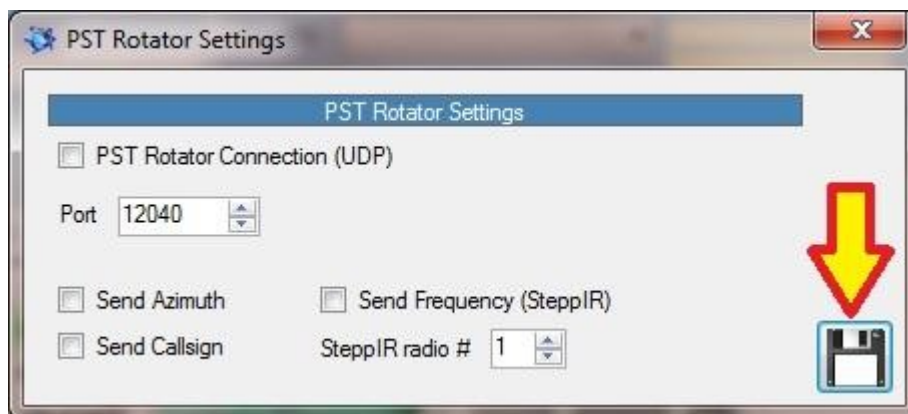 PST Rotator Settings
PST Rotator Settings
PST Rotator Connection (UDP)
Port 12040
Send Azimuth Send Frequency (SteppIR)
Send Callsign SteppIR radio # 1